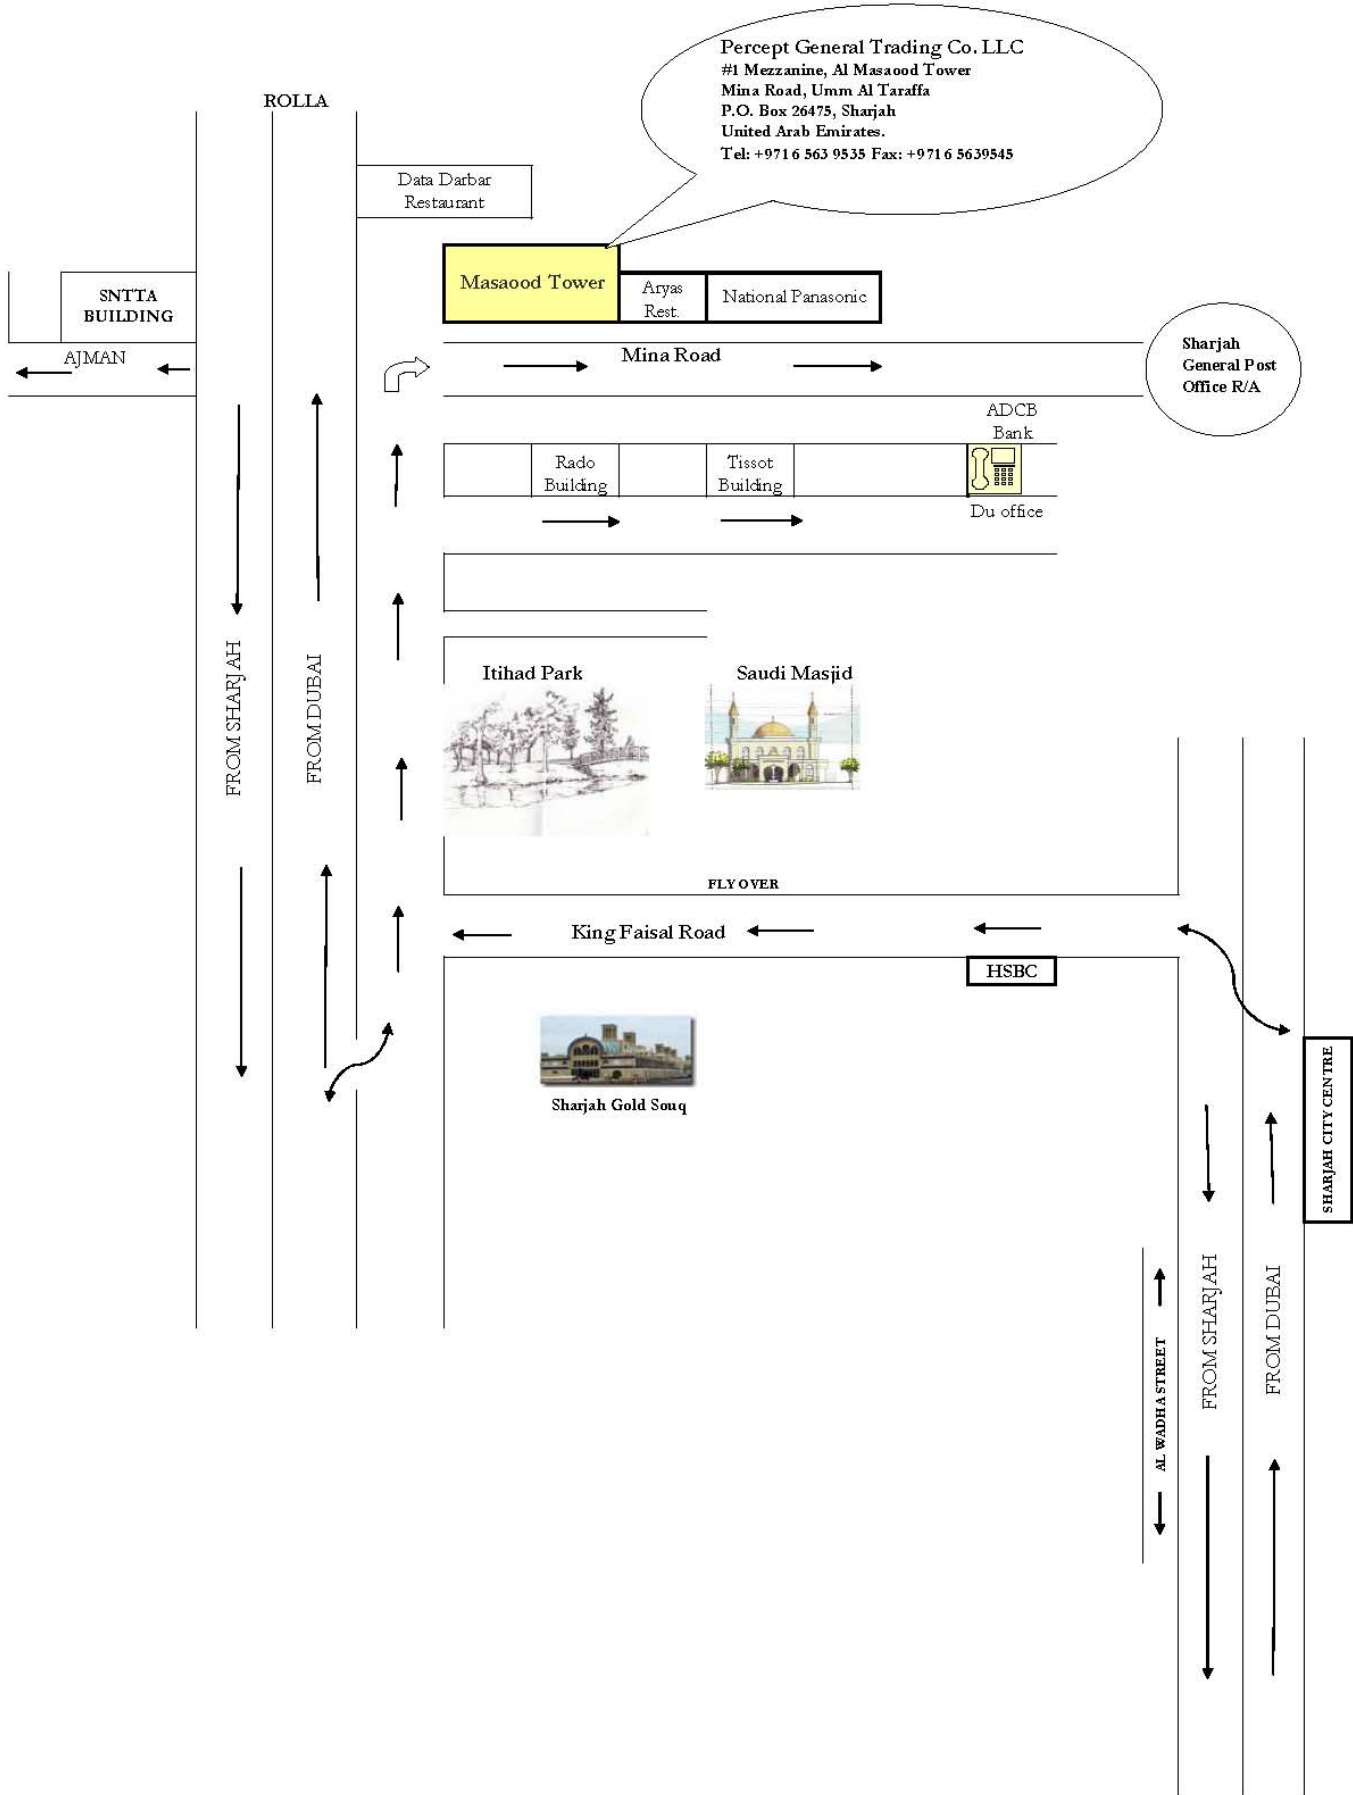 Percept General Trading Co. LLC
#1 Mezzanine, Al Masaood Tower
Mina Road, Umm Al Taraffa
P.O. Box 26475, Sharjah
United Arab Emirates.
Tel: +971 6 563 9535 Fax: +971 6 5639545
ROLLA
Data Darbar
Restaurant
Masaood Tower
Aryas
Rest.
National Panasonic
SNTTA
BUILDING
AJMAN
Mina Road
Sharjah
General Post
Office R/A
ADCB
Bank
Rado
Building
Tissot
Building
Du office
FROM SHARJAH
FROM DUBAI
Itihad Park
Saudi Masjid
FLYOVER
King Faisal Road
HSBC
Sharjah Gold Souq
SHARJAH CITY CENTRE
AL WADHA STREET
FROM SHARJAH
FROM DUBAI